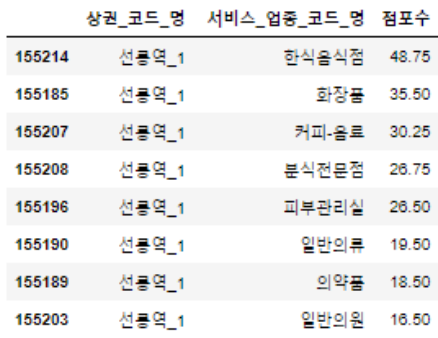 상권_코드_명 서비스_업종_코드_명 점포수
155214 선릉역_1 한식음식점 48.75
155185 선릉역_1 화장품 35.50
155207 선릉역_1 커피-음료 30.25
155208 선릉역_1 분식전문점 26.75
155196 선릉역_1 피부관리실 26.50
155190 선릉역_1 일반의류 19.50
155189 선릉역_1 의약품 18.50
155203 선릉역_1 일반의원 16.50